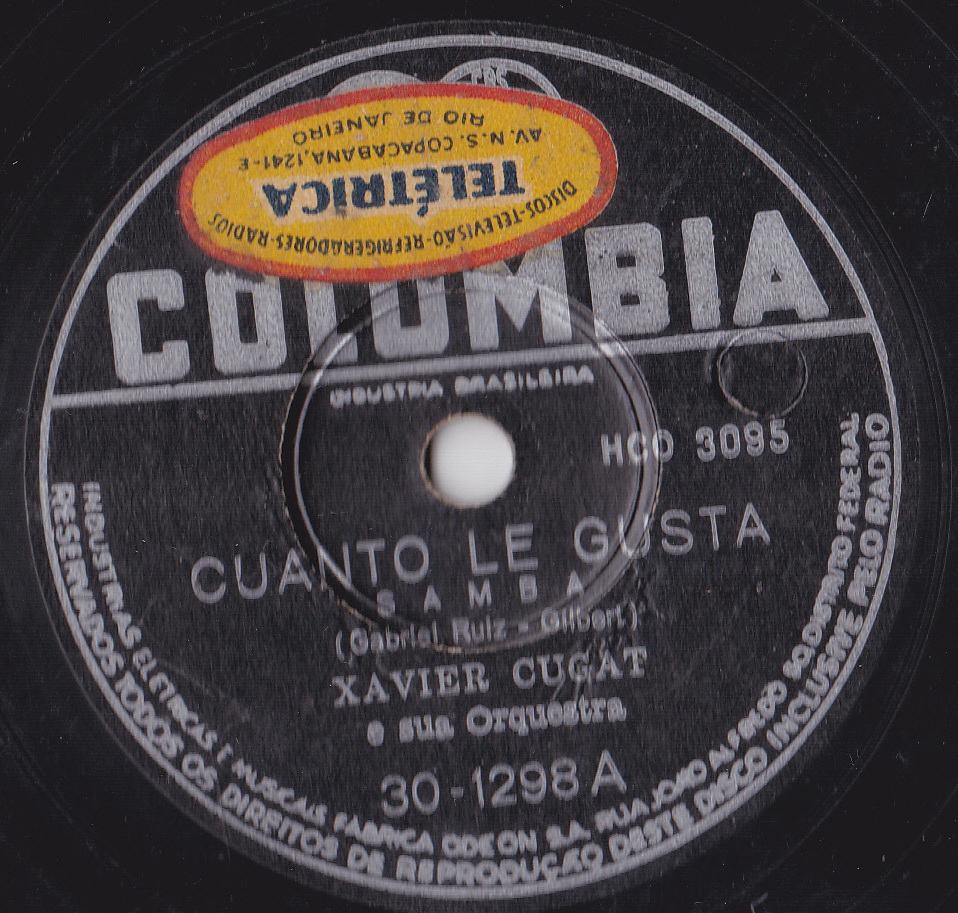 CBS
DISCOS-TELEVISÃO-REFRIGERADORES-RADIOS
TELÉTRICA
AV. N. S. COPACABANA, 1241-E
RIO DE JANEIRO
COLUMBIA
INDUSTRIA BRASILEIRA
HCO 3095
CUANTO LE GUSTA
SAMBA
(Gabriel Ruiz - Gilbert)
XAVIER CUGAT
e sua Orquestra
30-1298 A
INDUSTRIAS ELETRICAS E MUSICAIS FABRICA ODEON S.A. RUA JOÃO ALFREDO 50 DISTRITO FEDERAL
RESERVADOS TODOS OS DIREITOS DE REPRODUÇÃO DESTE DISCO INCLUSIVE PELO RADIO